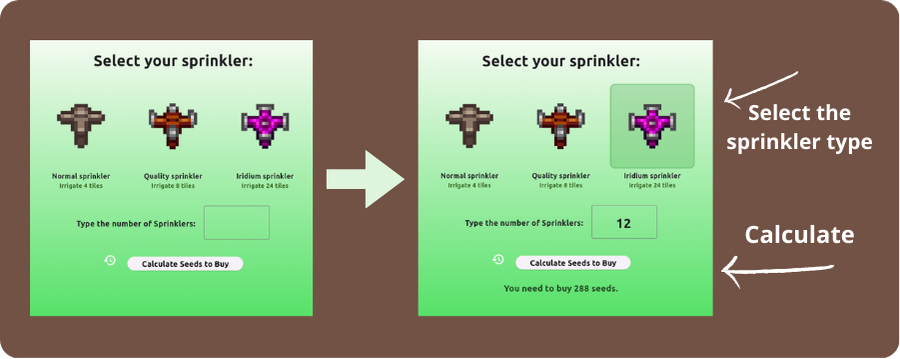 Select your sprinkler:
Normal sprinkler
Irrigate 4 tiles
Quality sprinkler
Irrigate 8 tiles
Iridium sprinkler
Irrigate 24 tiles
Type the number of Sprinklers:
Calculate Seeds to Buy
Select your sprinkler:
Normal sprinkler
Irrigate 4 tiles
Quality sprinkler
Irrigate 8 tiles
Iridium sprinkler
Irrigate 24 tiles
Type the number of Sprinklers: 12
Calculate Seeds to Buy
You need to buy 288 seeds.
Select the
sprinkler type
Calculate